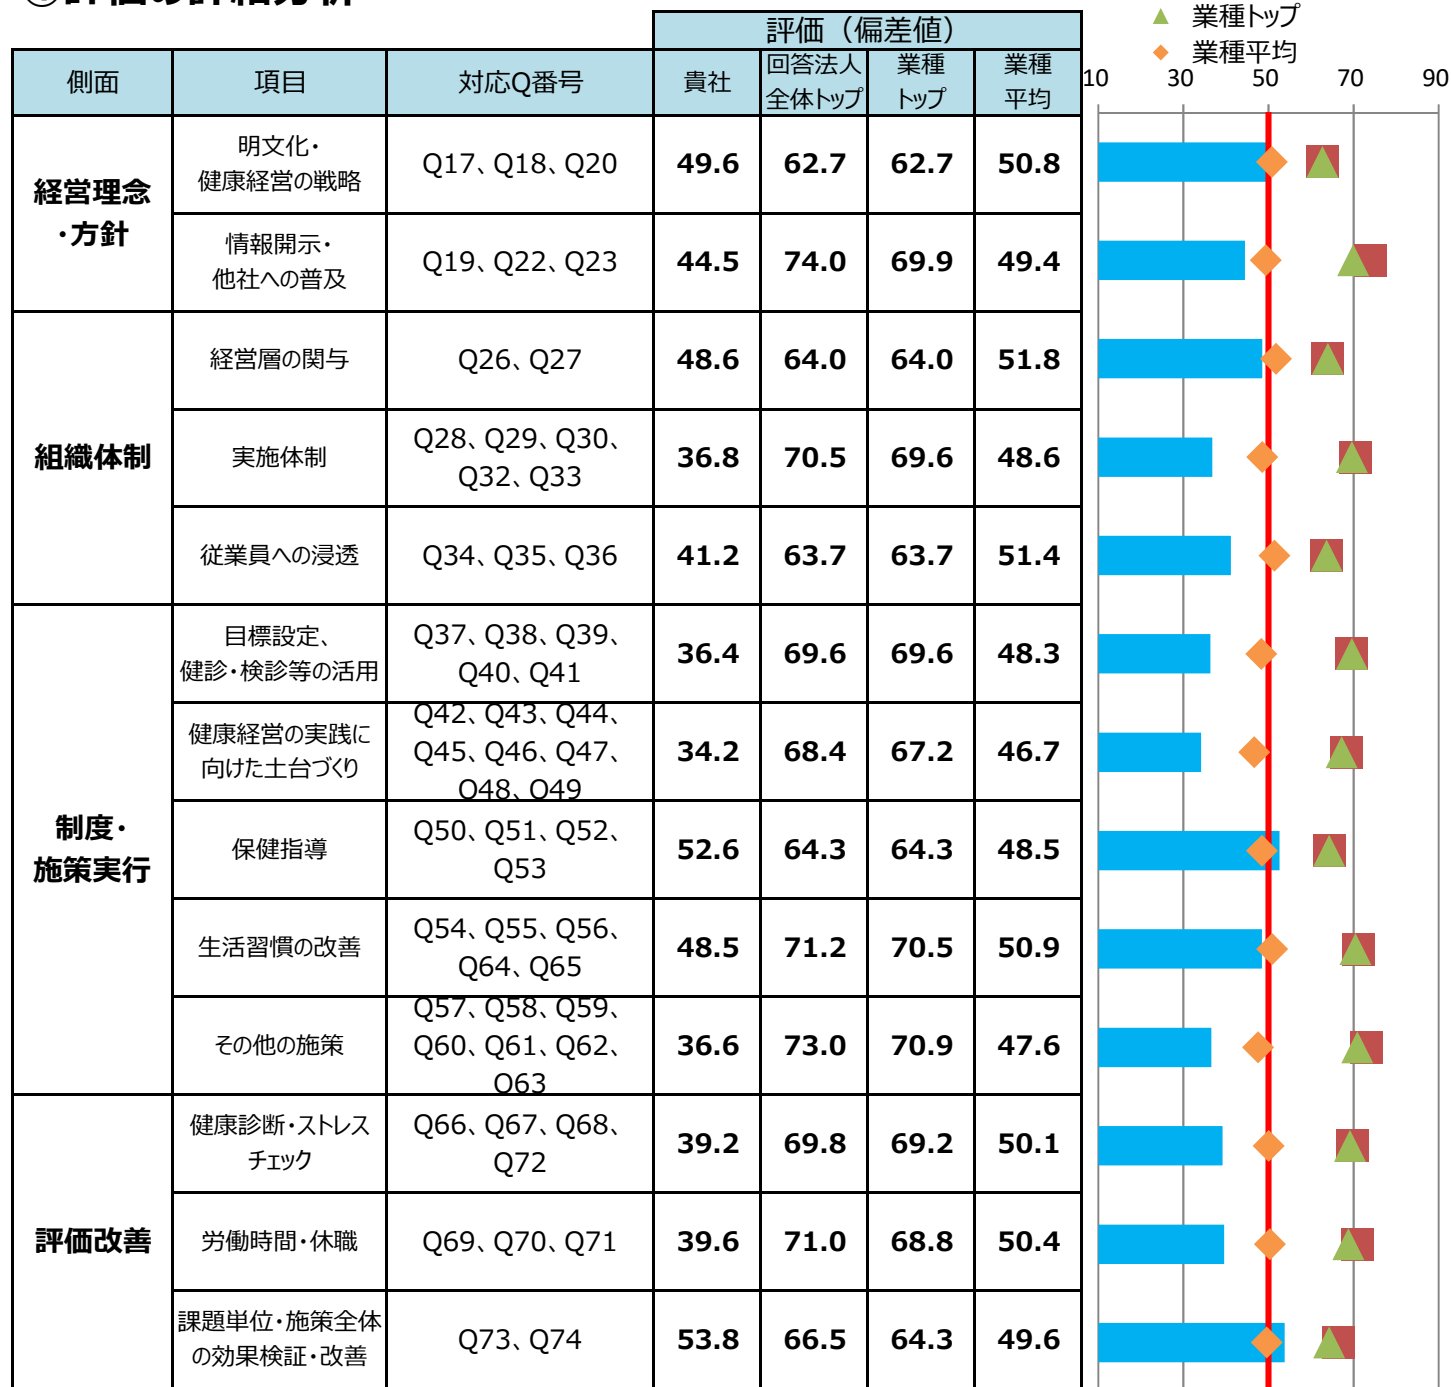 ①評価の詳細分析
▲ 業種トップ
◆ 業種平均
評価（偏差値）
側面 項目 対応Q番号 貴社 回答法人 業種 業種
全体トップ トップ 平均
10 30 50 70 90
経営理念
・方針
明文化・
健康経営の戦略
Q17、Q18、Q20 49.6 62.7 62.7 50.8
情報開示・
他社への普及
Q19、Q22、Q23 44.5 74.0 69.9 49.4
組織体制
経営層の関与 Q26、Q27 48.6 64.0 64.0 51.8
実施体制
Q28、Q29、Q30、
Q32、Q33
36.8 70.5 69.6 48.6
従業員への浸透 Q34、Q35、Q36 41.2 63.7 63.7 51.4
制度・
施策実行
目標設定、
健診・検診等の活用
Q37、Q38、Q39、
Q40、Q41
36.4 69.6 69.6 48.3
健康経営の実践に
向けた土台づくり
Q42、Q43、Q44、
Q45、Q46、Q47、
Q48、Q49
34.2 68.4 67.2 46.7
保健指導
Q50、Q51、Q52、
Q53
52.6 64.3 64.3 48.5
生活習慣の改善
Q54、Q55、Q56、
Q64、Q65
48.5 71.2 70.5 50.9
その他の施策
Q57、Q58、Q59、
Q60、Q61、Q62、
Q63
36.6 73.0 70.9 47.6
評価改善
健康診断・ストレス
チェック
Q66、Q67、Q68、
Q72
39.2 69.8 69.2 50.1
労働時間・休職 Q69、Q70、Q71 39.6 71.0 68.8 50.4
課題単位・施策全体
の効果検証・改善
Q73、Q74 53.8 66.5 64.3 49.6